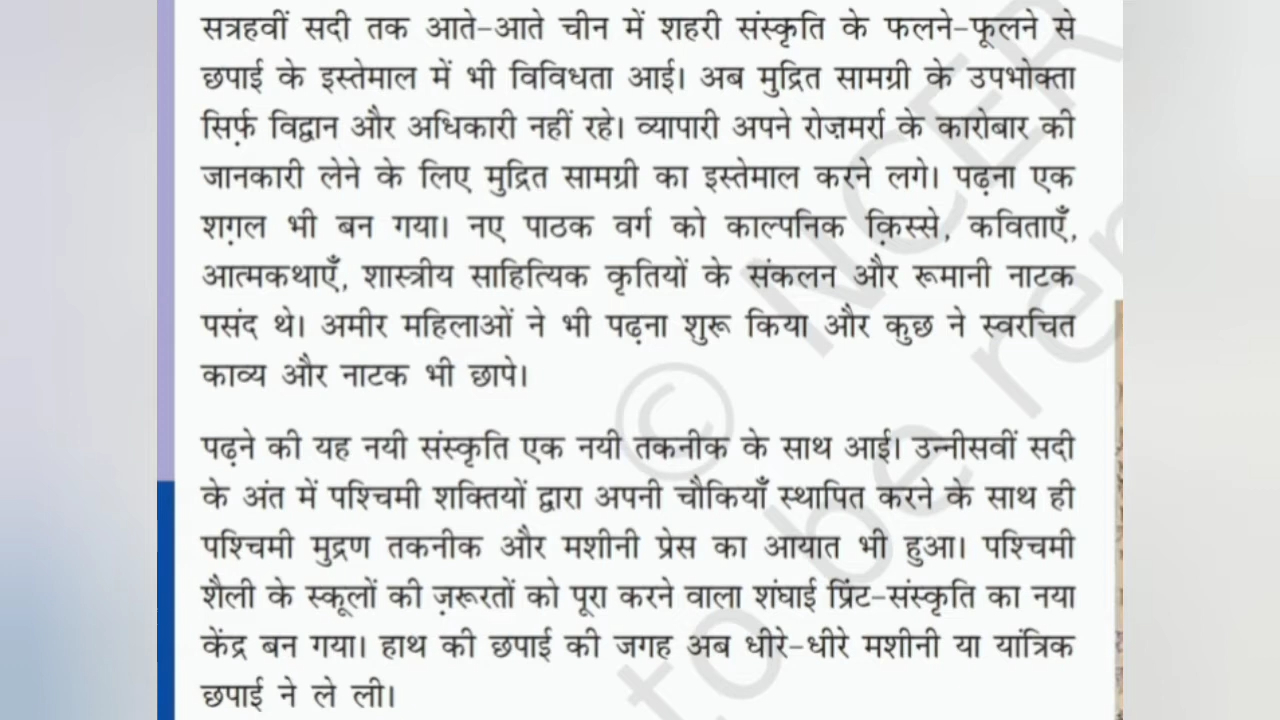 सत्रहवीं सदी तक आते-आते चीन में शहरी संस्कृति के फलने-फूलने से
छपाई के इस्तेमाल में भी विविधता आई। अब मुद्रित सामग्री के उपभोक्ता
सिर्फ़ विद्वान और अधिकारी नहीं रहे। व्यापारी अपने रोज़मर्रा के कारोबार की
जानकारी लेने के लिए मुद्रित सामग्री का इस्तेमाल करने लगे। पढ़ना एक
शग़ल भी बन गया। नए पाठक वर्ग को काल्पनिक क़िस्से, कविताएँ,
आत्मकथाएँ, शास्त्रीय साहित्यिक कृतियों के संकलन और रूमानी नाटक
पसंद थे। अमीर महिलाओं ने भी पढ़ना शुरू किया और कुछ ने स्वरचित
काव्य और नाटक भी छापे।
पढ़ने की यह नयी संस्कृति एक नयी तकनीक के साथ आई। उन्नीसवीं सदी
के अंत में पश्चिमी शक्तियों द्वारा अपनी चौकियाँ स्थापित करने के साथ ही
पश्चिमी मुद्रण तकनीक और मशीनी प्रेस का आयात भी हुआ। पश्चिमी
शैली के स्कूलों की ज़रूरतों को पूरा करने वाला शंघाई प्रिंट-संस्कृति का नया
केंद्र बन गया। हाथ की छपाई की जगह अब धीरे-धीरे मशीनी या यांत्रिक
छपाई ने ले ली।
© NCER
to be re